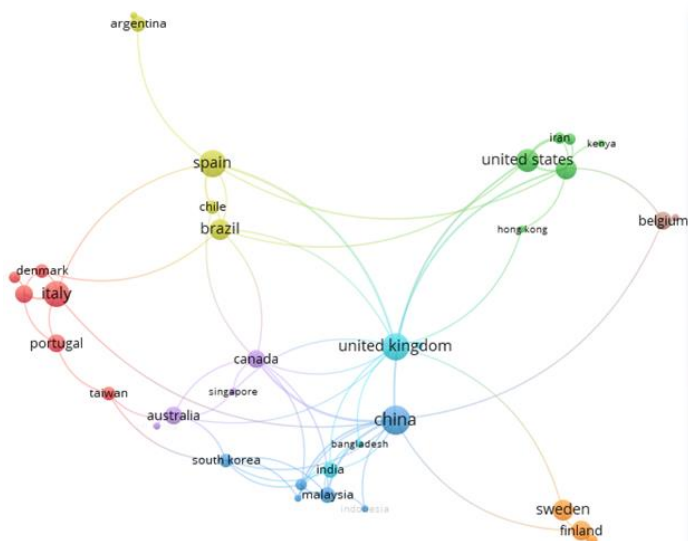 argentina
iran
kenya
united states
spain
chile
brazil
belgium
hong kong
denmark
italy
portugal
united kingdom
canada
singapore
taiwan
australia
china
bangladesh
south korea
india
malaysia
indonesia
sweden
finland